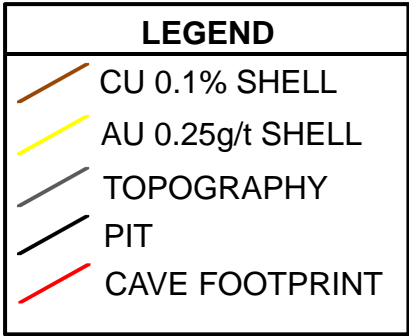 LEGEND
CU 0.1% SHELL
AU 0.25g/t SHELL
TOPOGRAPHY
PIT
CAVE FOOTPRINT